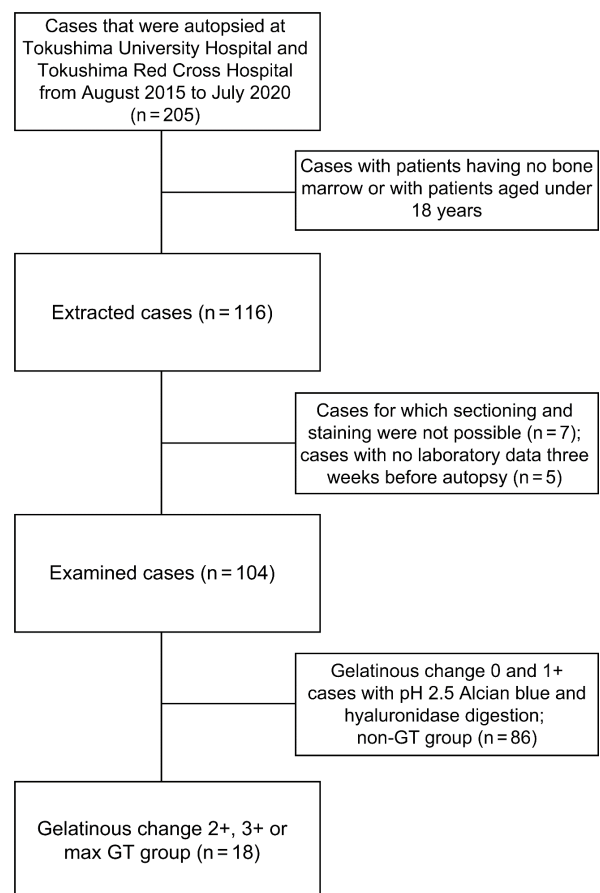 Cases that were autopsied at
Tokushima University Hospital and
Tokushima Red Cross Hospital
from August 2015 to July 2020
(n = 205)
Cases with patients having no bone
marrow or with patients aged under
18 years
Extracted cases (n = 116)
Cases for which sectioning and
staining were not possible (n = 7);
cases with no laboratory data three
weeks before autopsy (n = 5)
Examined cases (n = 104)
Gelatinous change 0 and 1+
cases with pH 2.5 Alcian blue and
hyaluronidase digestion;
non-GT group (n = 86)
Gelatinous change 2+, 3+ or
max GT group (n = 18)